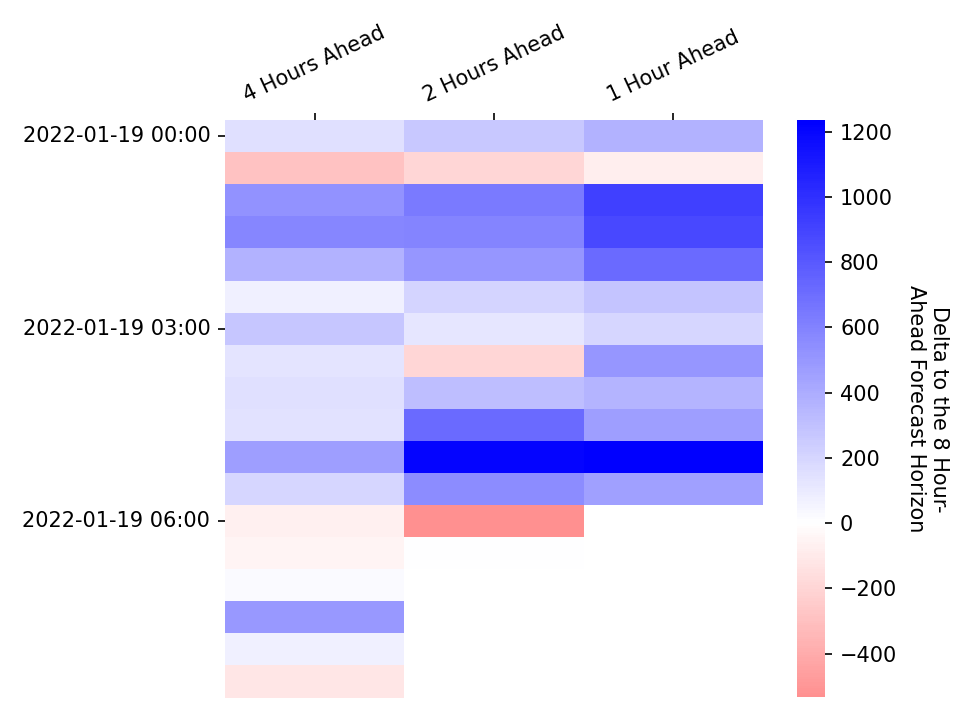 4 Hours Ahead
2 Hours Ahead
1 Hour Ahead
2022-01-19 00:00
2022-01-19 03:00
2022-01-19 06:00
1200
1000
800
600
400
200
0
−200
−400
Delta to the 8 Hour-
Ahead Forecast Horizon